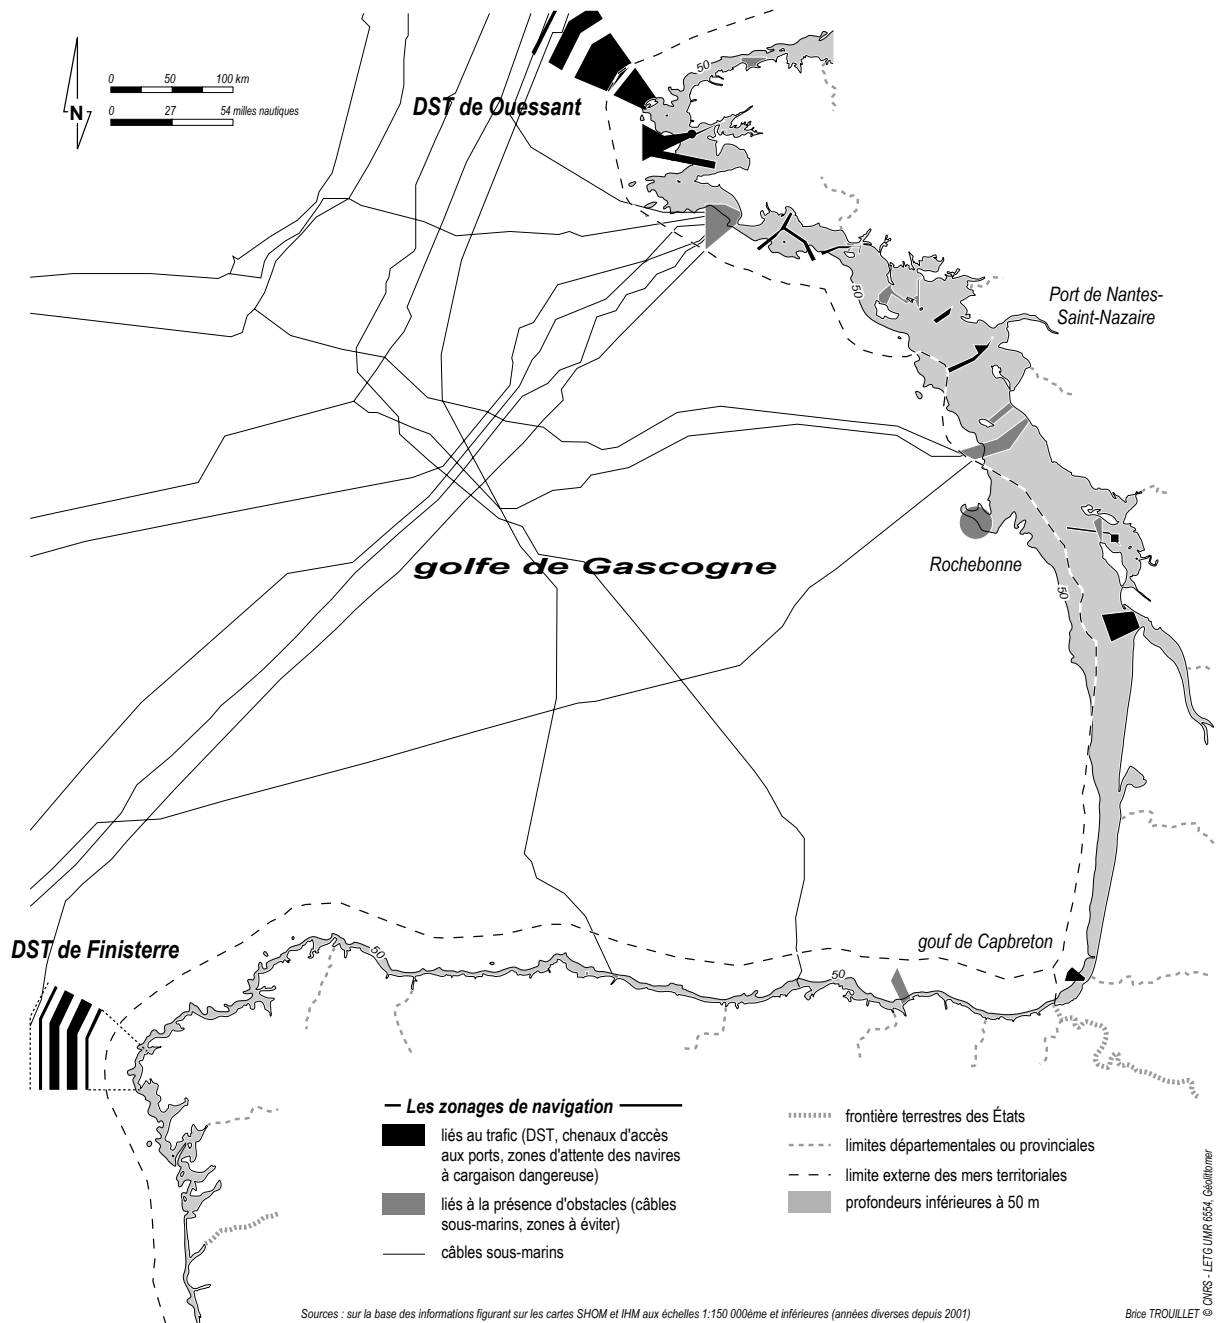 0 50 100 km
0 27 54 milles nautiques
N
DST de Ouessant
50
50
Port de Nantes-
Saint-Nazaire
golfe de Gascogne
Rochebonne
50
DST de Finisterre
50
gouf de Capbreton
50
Les zonages de navigation
liés au trafic (DST, chenaux d'accès
aux ports, zones d'attente des navires
à cargaison dangereuse)
liés à la présence d'obstacles (câbles
sous-marins, zones à éviter)
câbles sous-marins
frontière terrestres des États
limites départementales ou provinciales
limite externe des mers territoriales
profondeurs inférieures à 50 m
Sources : sur la base des informations figurant sur les cartes SHOM et IHM aux échelles 1:150 000ème et inférieures (années diverses depuis 2001)
Brice TROUILLET © CNRS - LETG UMR 6554, Géolittomer